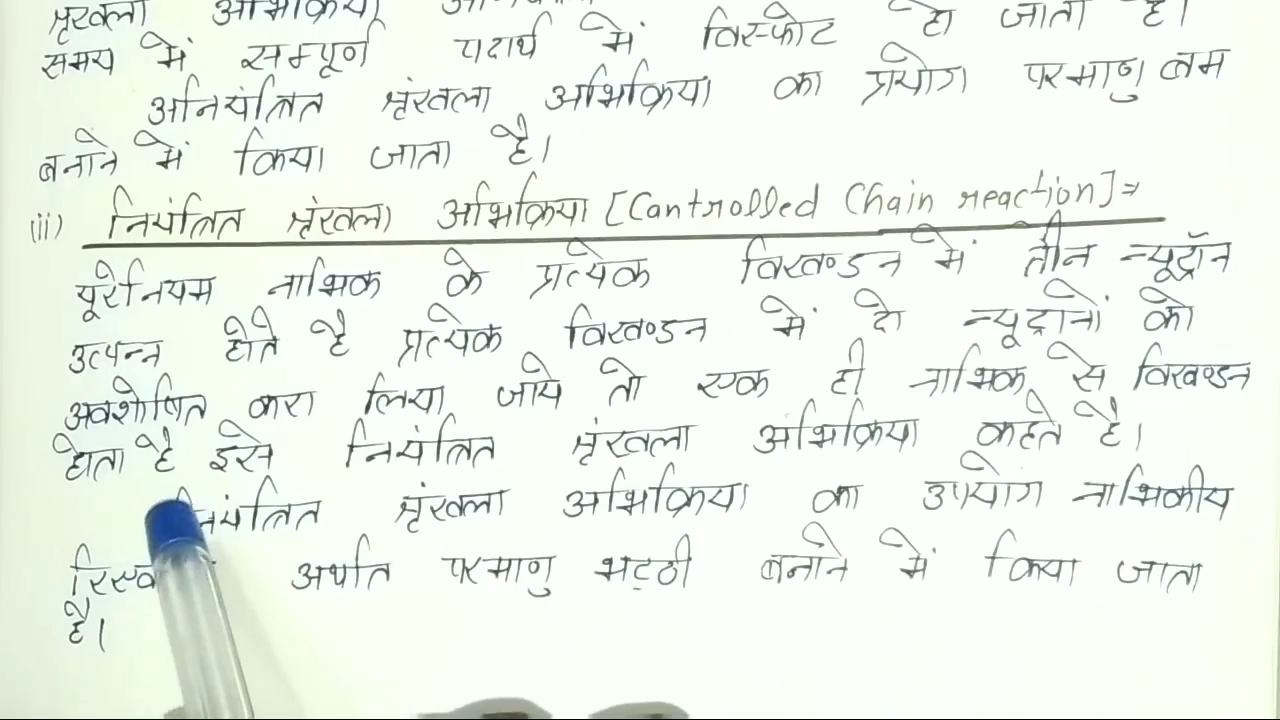 श्रृंखला अभिक्रिया
समय में सम्पूर्ण पदार्थ में विस्फोट हो जाता है।
अनियंत्रित श्रृंखला अभिक्रिया का प्रयोग परमाणु बम
बनाने में किया जाता है।
(ii) नियंत्रित श्रृंखला अभिक्रिया [Controlled Chain reaction] ⇒
यूरेनियम नाभिक के प्रत्येक विखण्डन में तीन न्यूट्रॉन
उत्पन्न होते है प्रत्येक विखण्डन में दो न्यूट्रानों को
अवशोषित करा लिया जाये तो एक ही नाभिक से विखण्डन
होता है इसे नियंत्रित श्रृंखला अभिक्रिया कहते है।
नियंत्रित श्रृंखला अभिक्रिया का उपयोग नाभिकीय
अर्थात परमाणु भट्ठी बनाने में किया जाता
है।